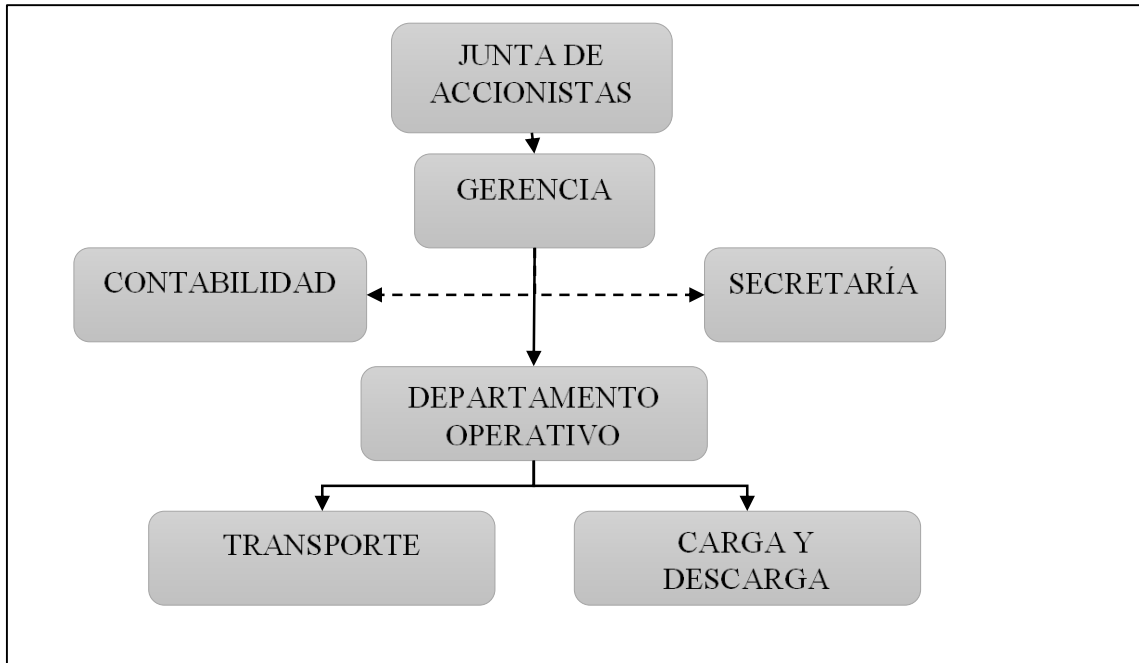 JUNTA DE
ACCIONISTAS
GERENCIA
CONTABILIDAD
SECRETARÍA
DEPARTAMENTO
OPERATIVO
TRANSPORTE
CARGA Y
DESCARGA